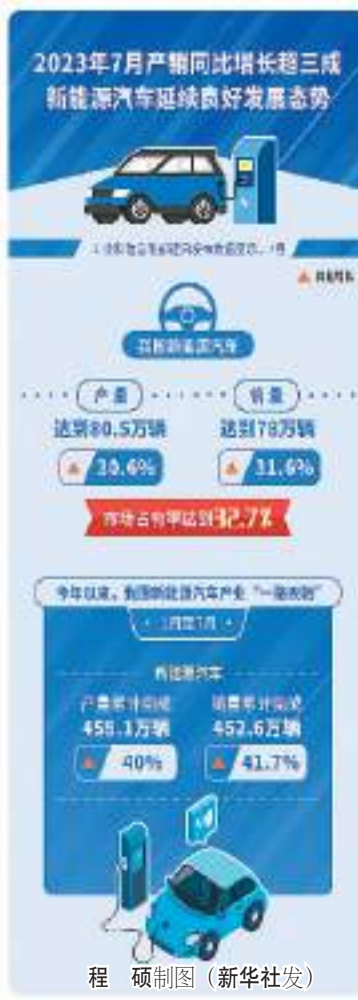 2023年7月产销同比增长超三成
新能源汽车延续良好发展态势
同比增长
我国新能源汽车
产量
销量
达到80.5万辆
达到78万辆
30.6%
31.6%
市场占有率达到32.7%
今年以来，我国新能源汽车产业“一路疾驰”
1月至7月
新能源汽车
产量累计完成
销量累计完成
459.1万辆
452.6万辆
40%
41.7%
程 硕制图（新华社发）